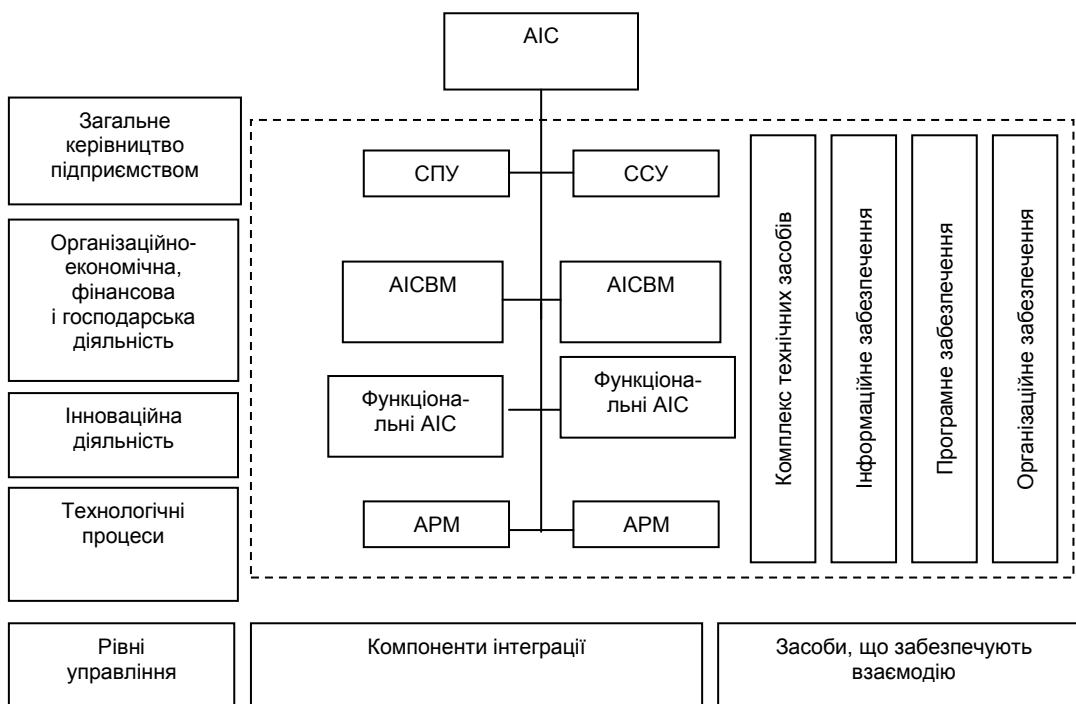 АІС
Загальне
керівництво
підприємством
СПУ
ССУ
Організаційно-
економічна,
фінансова
і господарська
діяльність
АІСВМ
АІСВМ
Інноваційна
діяльність
Функціона-
льні АІС
Функціона-
льні АІС
Технологічні
процеси
АРМ
АРМ
Комплекс технічних засобів
Інформаційне забезпечення
Програмне забезпечення
Організаційне забезпечення
Рівні
управління
Компоненти інтеграції
Засоби, що забезпечують
взаємодію